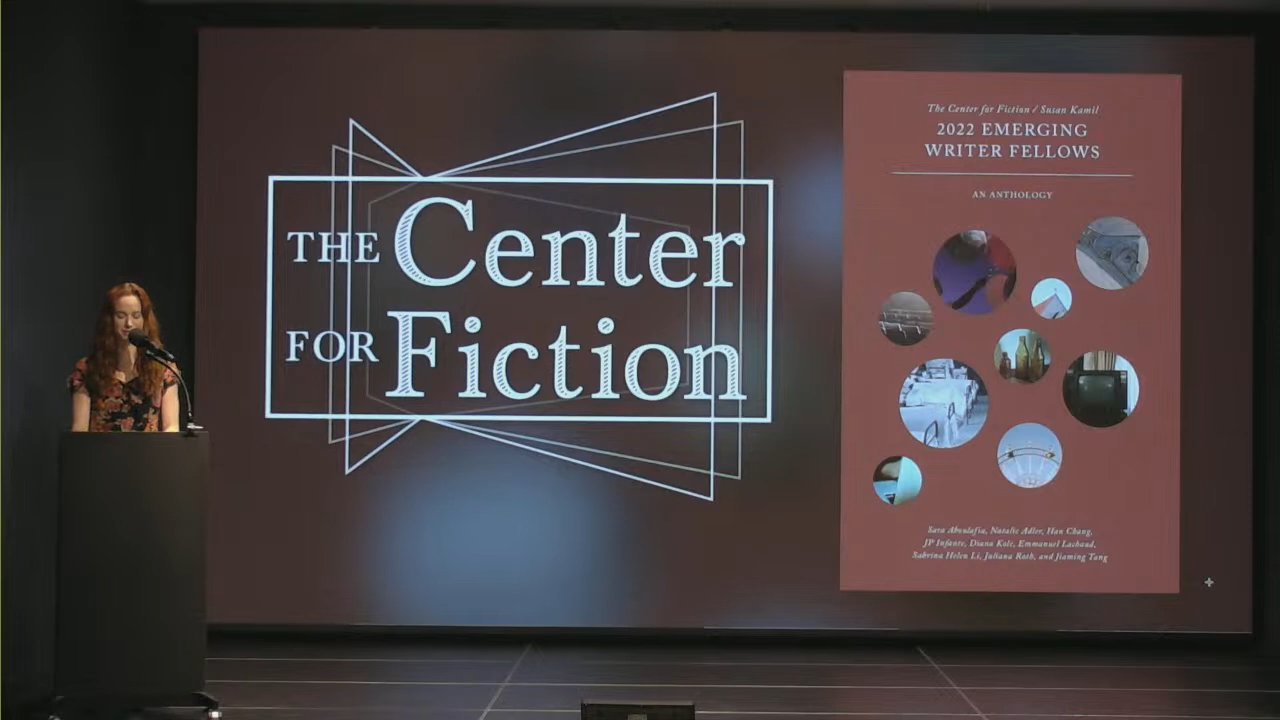 THE Center
FOR Fiction
The Center for Fiction / Susan Kamil
2022 EMERGING
WRITER FELLOWS
AN ANTHOLOGY
Sara Aboulafia, Natalie Adler, Han Chang,
JP Infante, Diana Kole, Emmanuel Lachaud,
Sabrina Helen Li, Juliana Roth, and Jiaming Tang